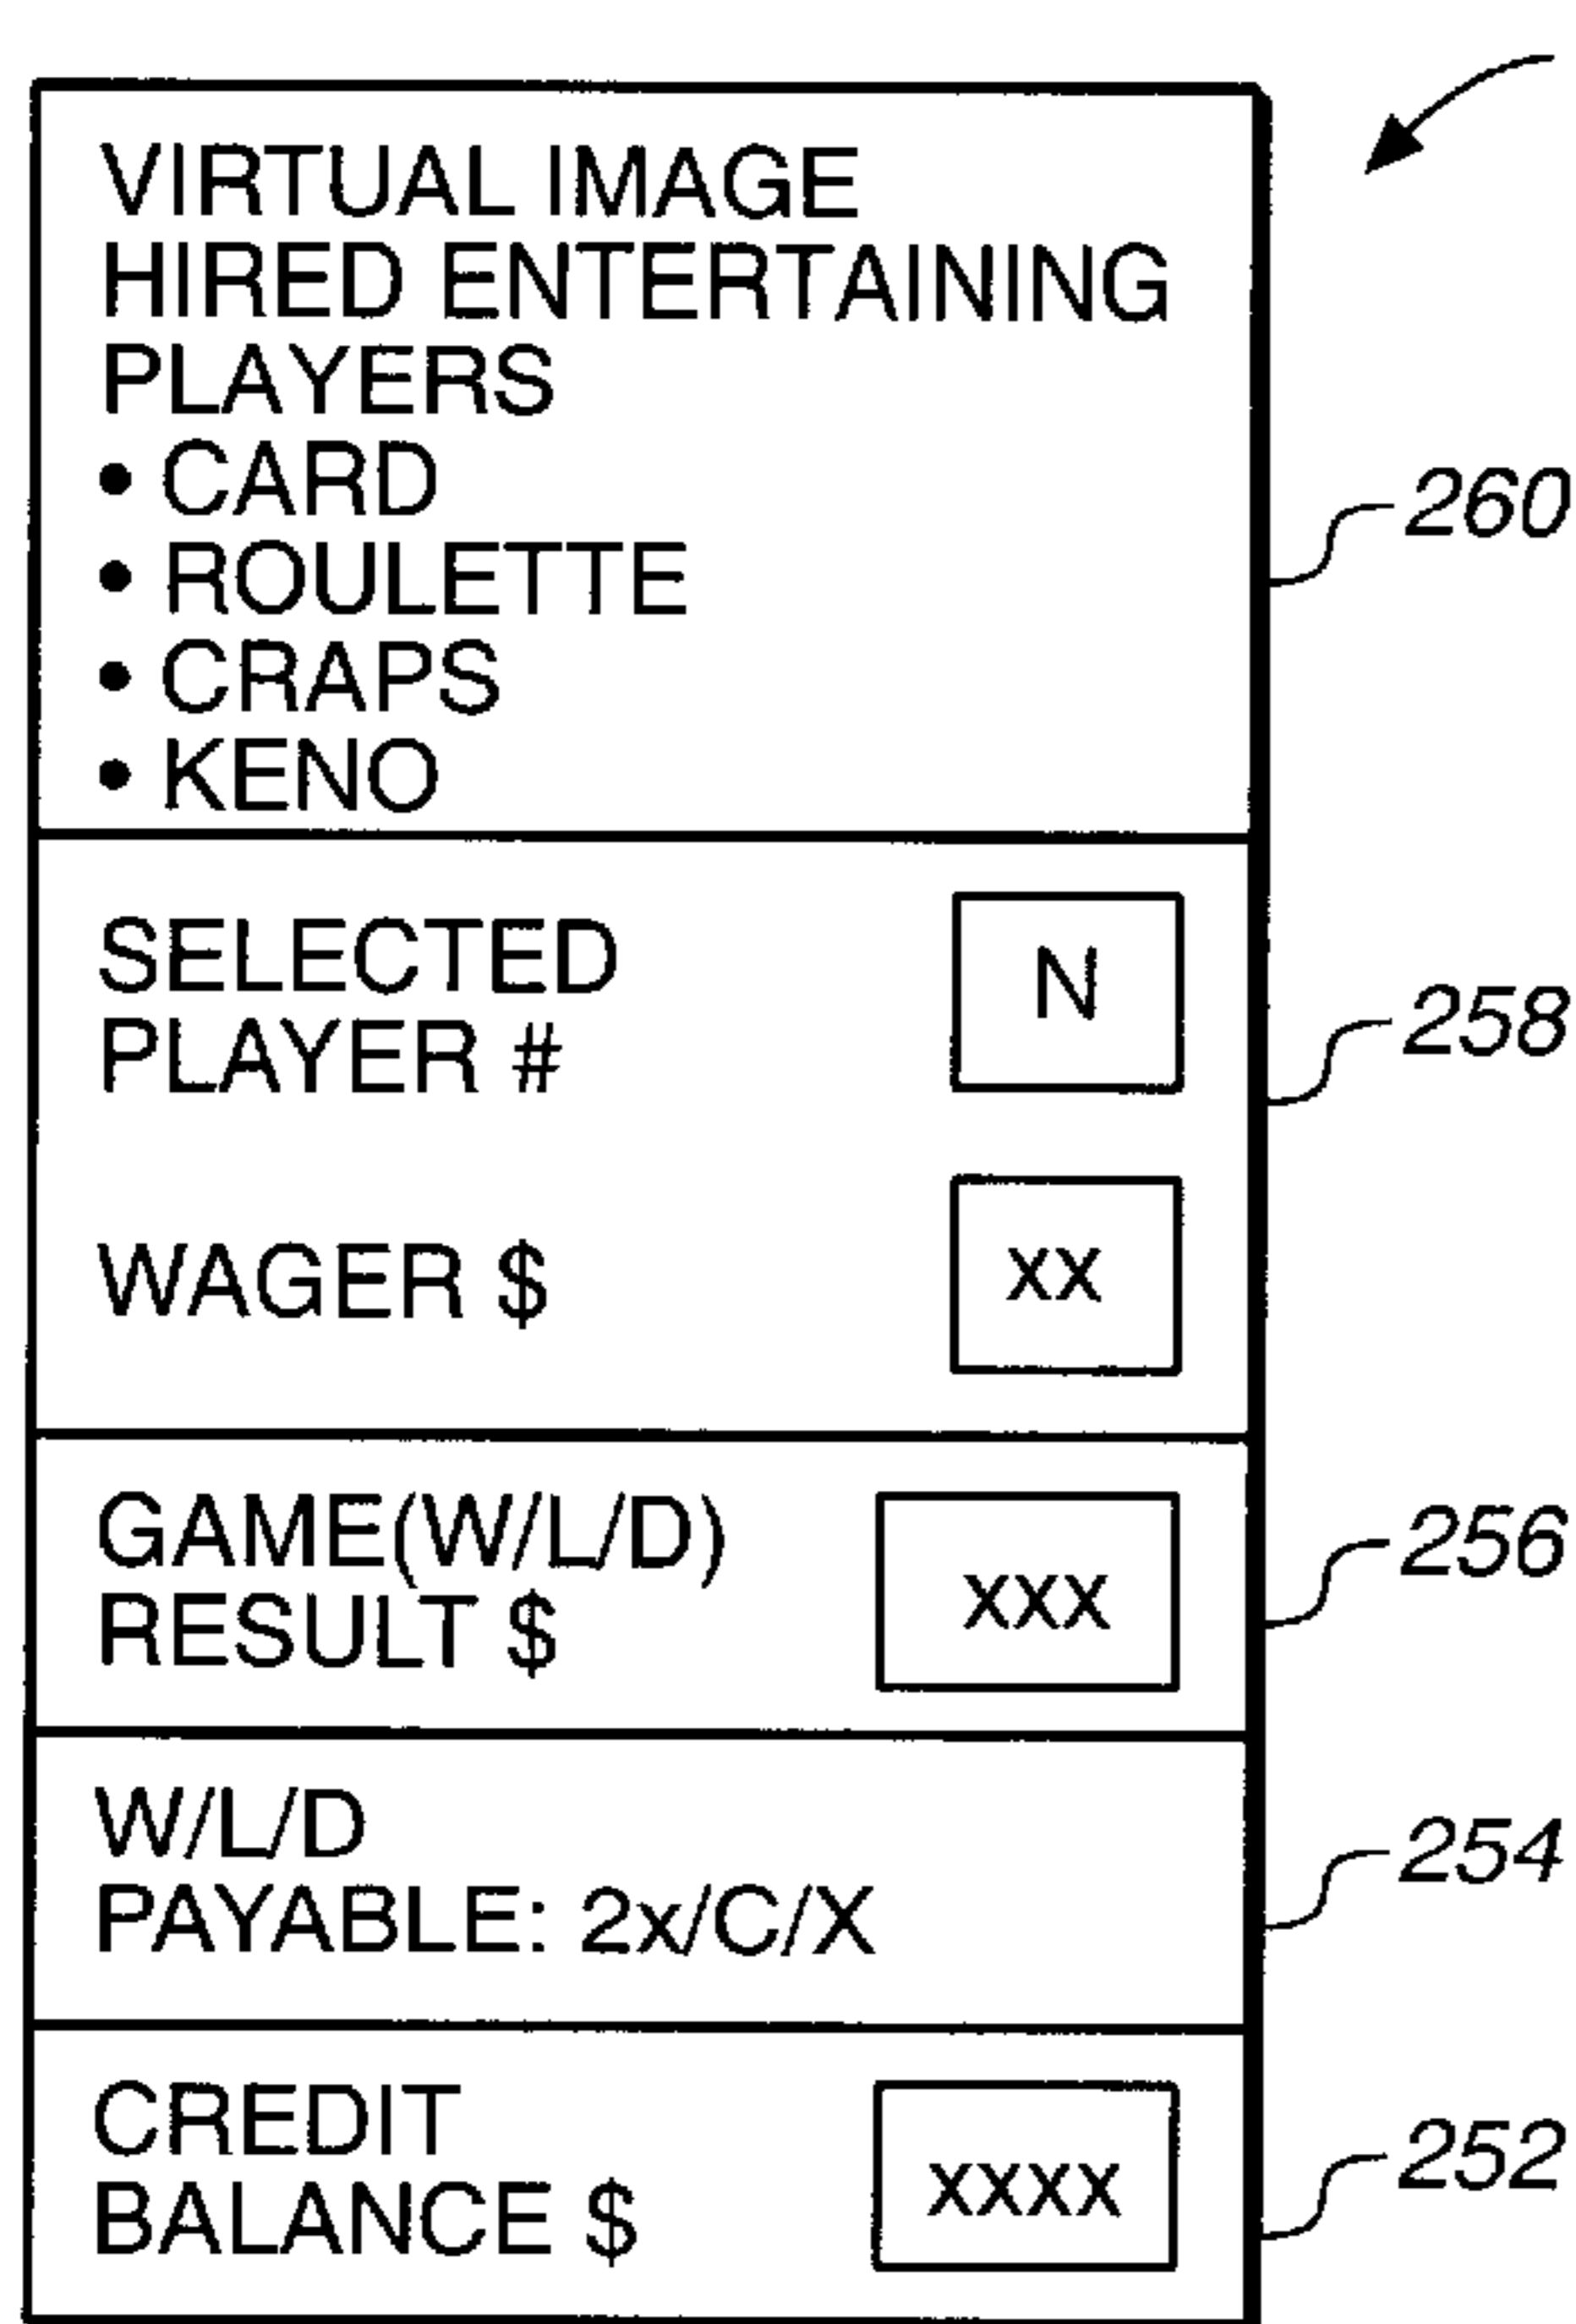 VIRTUAL IMAGE
HIRED ENTERTAINING
PLAYERS
• CARD
• ROULETTE
• CRAPS
• KENO
260
SELECTED
PLAYER #
N
258
WAGER $
xx
GAME(W/L/D)
RESULT $
xxx
256
W/L/D
PAYABLE: 2x/C/X
254
CREDIT
BALANCE $
xxxx
252